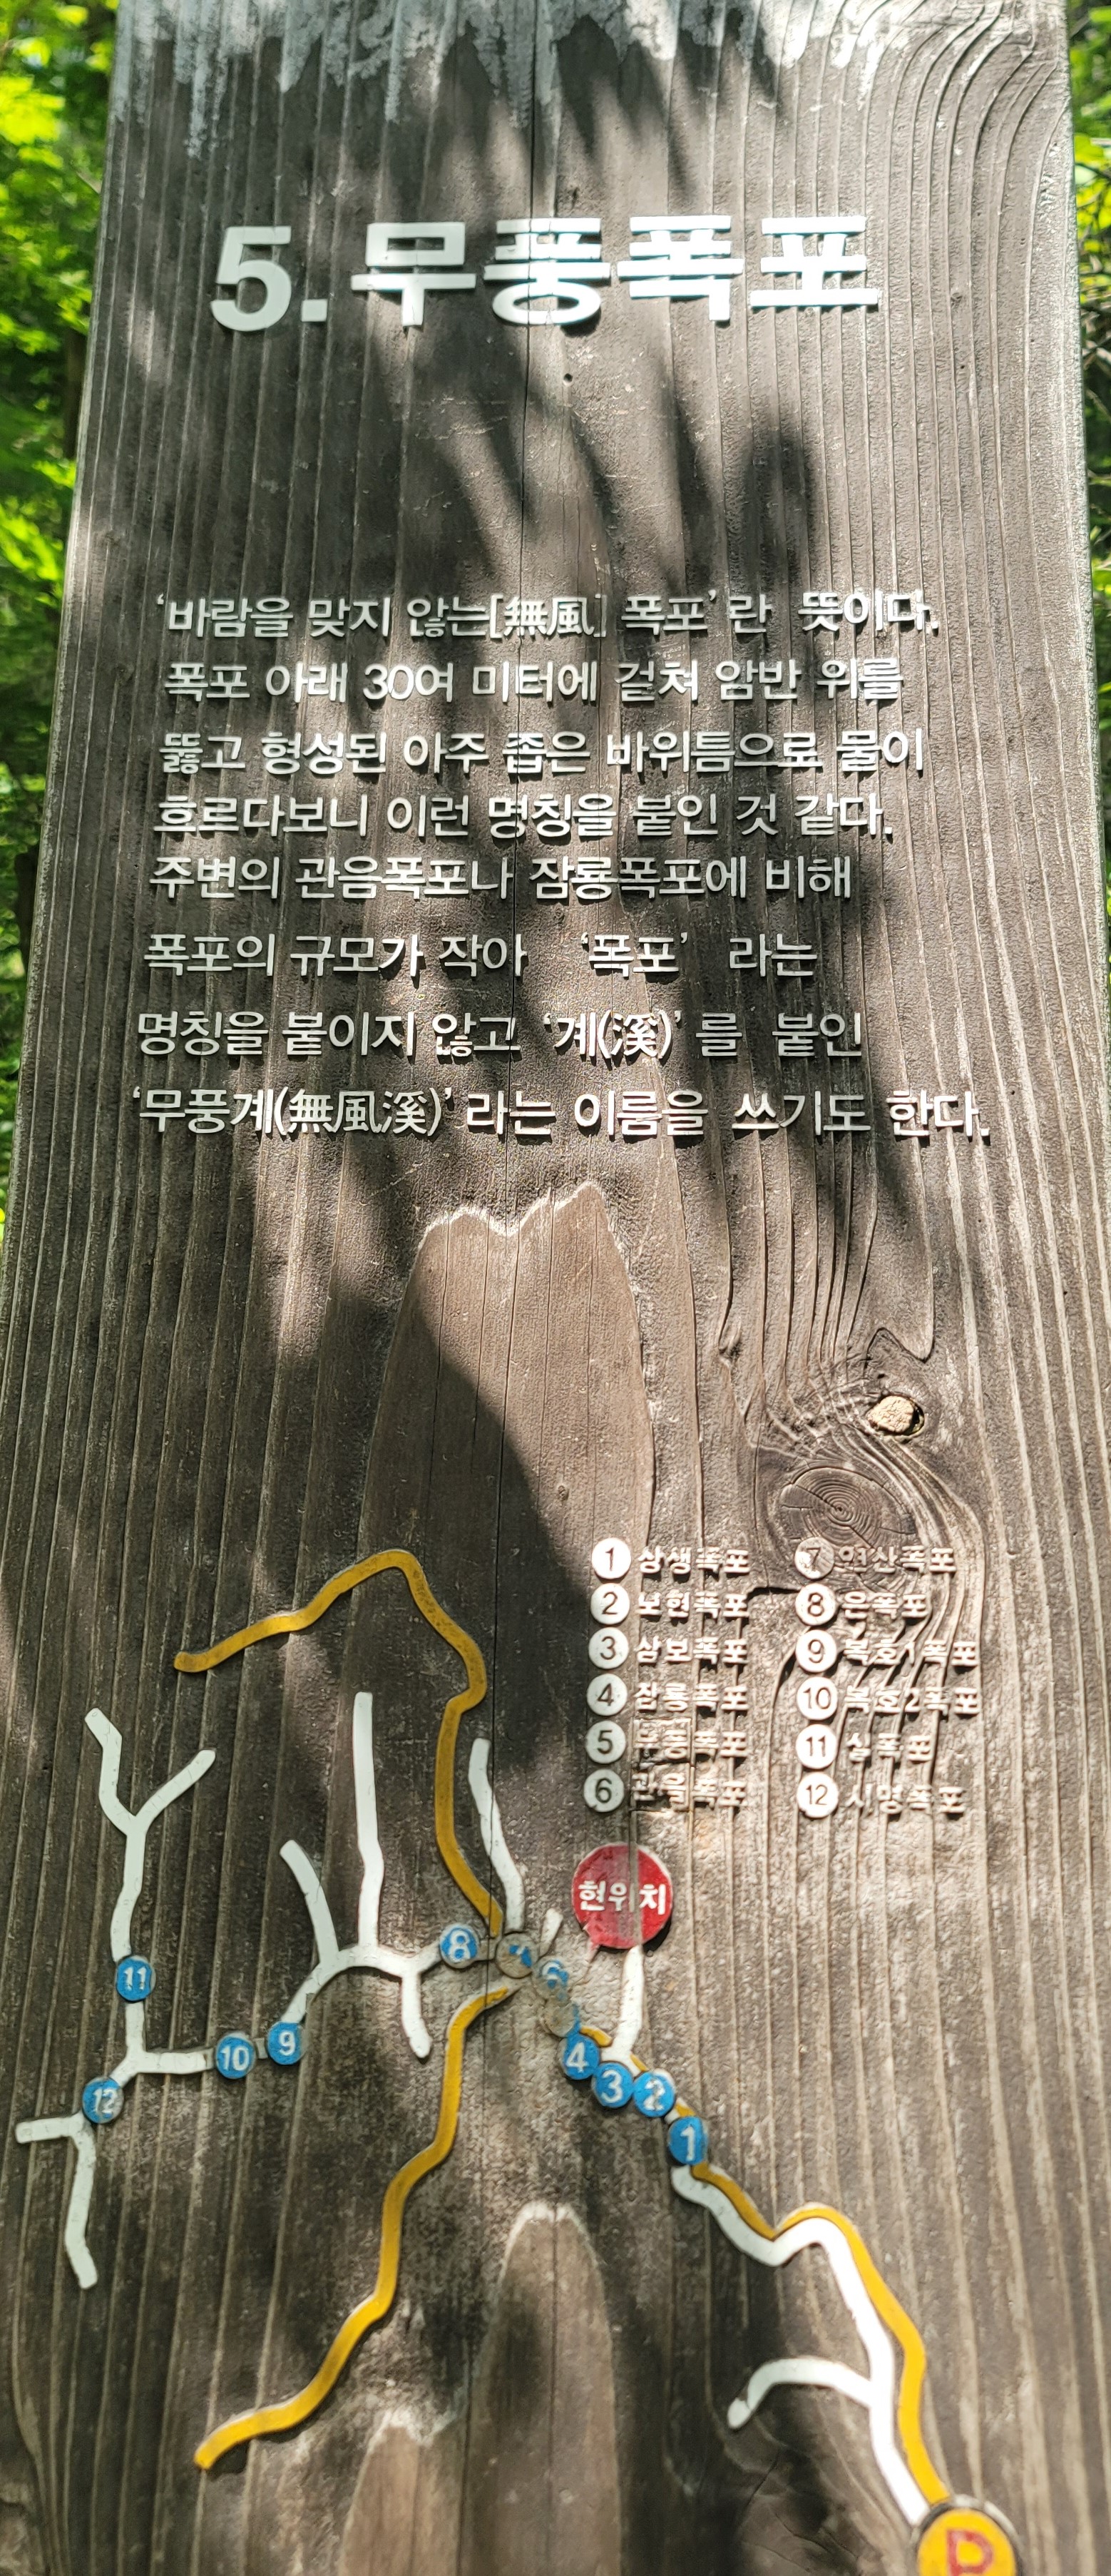 5. 무풍폭포
‘바람을 맞지 않는[無風] 폭포’란 뜻이다.
폭포 아래 30여 미터에 걸쳐 암반 위를
뚫고 형성된 아주 좁은 바위틈으로 물이
흐르다보니 이런 명칭을 붙인 것 같다.
주변의 관음폭포나 잠룡폭포에 비해
폭포의 규모가 작아 ‘폭포’ 라는
명칭을 붙이지 않고 ‘계(溪)’를 붙인
‘무풍계(無風溪)’라는 이룸을 쓰기도 한다.
1 상생폭포
2 보현폭포
3 삼보폭포
4 잠룡폭포
5 무풍폭포
6 관음폭포
7 연산폭포
8 은폭포
9 복호1폭포
10 복호2폭포
11 실폭포
12 시명폭포
현위치
8
7
6
11
9
10
4
12
3
2
1
P